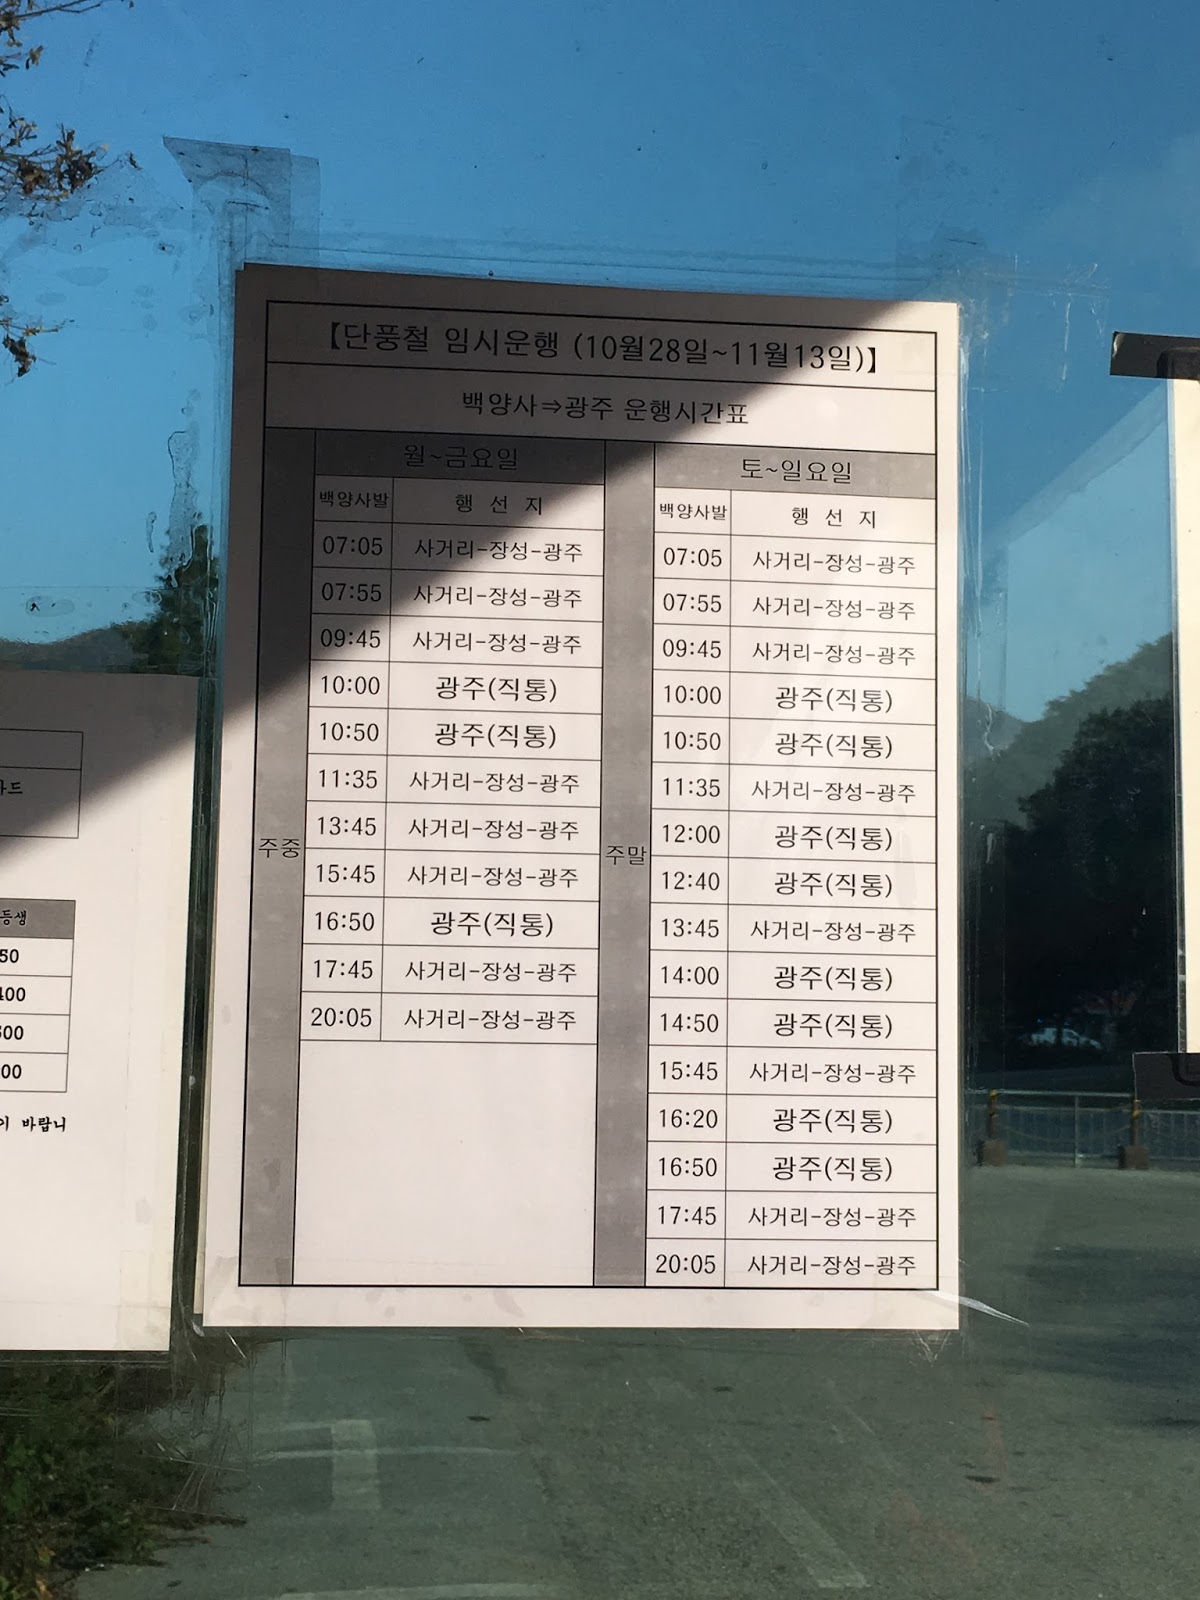 【단풍철 임시운행 (10월28일~11월13일)】
백양사⇒광주 운행시간표
월~금요일
백양사발 행 선 지
07:05 사거리-장성-광주
07:55 사거리-장성-광주
09:45 사거리-장성-광주
10:00 광주(직통)
10:50 광주(직통)
11:35 사거리-장성-광주
13:45 사거리-장성-광주
주중
15:45 사거리-장성-광주
16:50 광주(직통)
17:45 사거리-장성-광주
20:05 사거리-장성-광주
토~일요일
백양사발 행 선 지
07:05 사거리-장성-광주
07:55 사거리-장성-광주
09:45 사거리-장성-광주
10:00 광주(직통)
10:50 광주(직통)
11:35 사거리-장성-광주
12:00 광주(직통)
주말
12:40 광주(직통)
13:45 사거리-장성-광주
14:00 광주(직통)
14:50 광주(직통)
15:45 사거리-장성-광주
16:20 광주(직통)
16:50 광주(직통)
17:45 사거리-장성-광주
20:05 사거리-장성-광주
바랍니